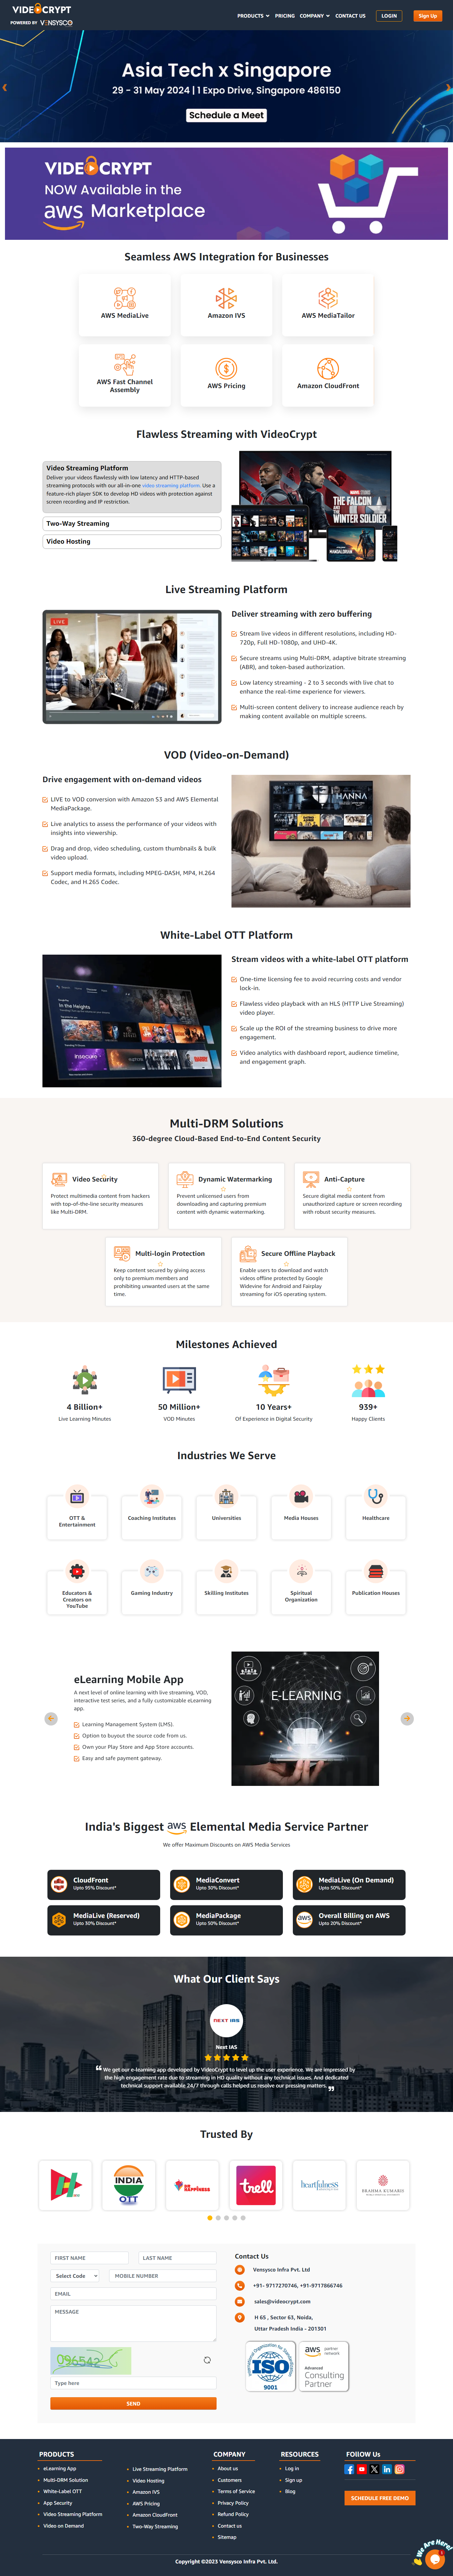 VIDEOCRYPT
POWERED BY VENSYSCO
PRODUCTS PRICING COMPANY CONTACT US LOGIN Sign Up
Asia Tech x Singapore
29 - 31 May 2024 | 1 Expo Drive, Singapore 486150
Schedule a Meet
VIDEOCRYPT
NOW Available in the
aws Marketplace
Seamless AWS Integration for Businesses
AWS MediaLive
Amazon IVS
AWS MediaTailor
AWS Fast Channel
Assembly
AWS Pricing
Amazon CloudFront
Flawless Streaming with VideoCrypt
Video Streaming Platform
Deliver your videos flawlessly with low latency and HTTP-based
streaming protocols with our all-in-one video streaming platform. Use a
feature-rich player SDK to develop HD videos with protection against
screen recording and IP restriction.
Two-Way Streaming
Video Hosting
THE FALCON
AND
WINTER SOLDIER
MANDALORIAN
Live Streaming Platform
LIVE
Deliver streaming with zero buffering
Stream live videos in different resolutions, including HD-
720p, Full HD-1080p, and UHD-4K.
Secure streams using Multi-DRM, adaptive bitrate streaming
(ABR), and token-based authorization.
Low latency streaming - 2 to 3 seconds with live chat to
enhance the real-time experience for viewers.
Multi-screen content delivery to increase audience reach by
making content available on multiple screens.
VOD (Video-on-Demand)
Drive engagement with on-demand videos
LIVE to VOD conversion with Amazon S3 and AWS Elemental
MediaPackage.
Live analytics to assess the performance of your videos with
insights into viewership.
Drag and drop, video scheduling, custom thumbnails & bulk
video upload.
Support media formats, including MPEG-DASH, MP4, H.264
Codec, and H.265 Codec.
HANNA
White-Label OTT Platform
In the Heights
insecure
Stream videos with a white-label OTT platform
One-time licensing fee to avoid recurring costs and vendor
lock-in.
Flawless video playback with an HLS (HTTP Live Streaming)
video player.
Scale up the ROI of the streaming business to drive more
engagement.
Video analytics with dashboard report, audience timeline,
and engagement graph.
Multi-DRM Solutions
360-degree Cloud-Based End-to-End Content Security
Video Security
Protect multimedia content from hackers
with top-of-the-line security measures
like Multi-DRM.
Dynamic Watermarking
Prevent unlicensed users from
downloading and capturing premium
content with dynamic watermarking.
Anti-Capture
Secure digital media content from
unauthorized capture or screen recording
with robust security measures.
Multi-login Protection
Keep content secured by giving access
only to premium members and
prohibiting unwanted users at the same
time.
Secure Offline Playback
Enable users to download and watch
videos offline protected by Google
Widevine for Android and Fairplay
streaming for iOS operating system.
Milestones Achieved
4 Billion+
Live Learning Minutes
50 Million+
VOD Minutes
10 Years+
Of Experience in Digital Security
939+
Happy Clients
Industries We Serve
OTT &
Entertainment
Coaching Institutes
Universities
Media Houses
Healthcare
Educators &
Creators on
YouTube
Gaming Industry
Skilling Institutes
Spiritual
Organization
Publication Houses
eLearning Mobile App
A next level of online learning with live streaming, VOD,
interactive test series, and a fully customizable eLearning
app.
Learning Management System (LMS).
Option to buyout the source code from us.
Own your Play Store and App Store accounts.
Easy and safe payment gateway.
E-LEARNING
India's Biggest aws Elemental Media Service Partner
We offer Maximum Discounts on AWS Media Services
CloudFront
Upto 95% Discount*
MediaConvert
Upto 30% Discount*
MediaLive (On Demand)
Upto 50% Discount*
MediaLive (Reserved)
Upto 30% Discount*
MediaPackage
Upto 50% Discount*
aws
Overall Billing on AWS
Upto 20% Discount*
What Our Client Says
NEXT IAS
Next IAS
“ We get our e-learning app developed by VideoCrypt to level up the user experience. We are impressed by
the high engagement rate due to streaming in HD quality without any technical issues. And dedicated
technical support available 24/7 through calls helped us resolve our pressing matters. ”
Trusted By
INDIA
OTT
HAPPINESS
trell
heartfulness
BRAHMA KUMARIS
FIRST NAME
LAST NAME
Select Code
MOBILE NUMBER
EMAIL
MESSAGE
096542
Type here
SEND
Contact Us
Vensysco Infra Pvt. Ltd
+91- 9717270746, +91-9717866746
sales@videocrypt.com
H 65 , Sector 63, Noida,
Uttar Pradesh India - 201301
ISO
9001
aws
partner
network
Advanced
Consulting
Partner
PRODUCTS
eLearning App
Multi-DRM Solution
White-Label OTT
App Security
Video Streaming Platform
Video on Demand
Live Streaming Platform
Video Hosting
Amazon IVS
AWS Pricing
Amazon CloudFront
Two-Way Streaming
COMPANY
About us
Customers
Terms of Service
Privacy Policy
Refund Policy
Contact us
Sitemap
RESOURCES
Log in
Sign up
Blog
FOllOW Us
SCHEDULE FREE DEMO
We Are Here!
Copyright ©2023 Vensysco Infra Pvt. Ltd.